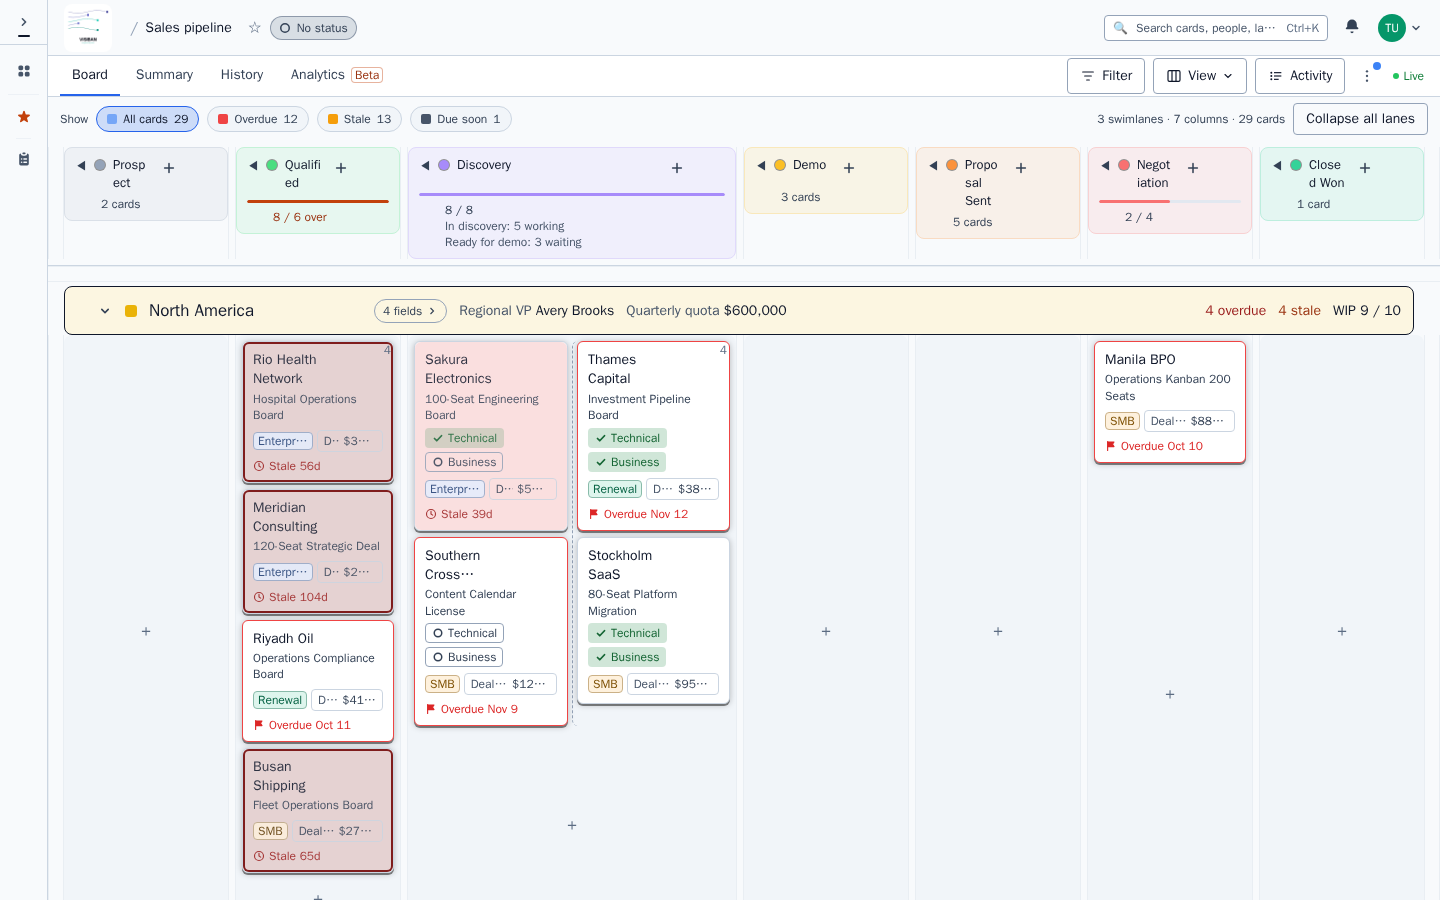 VISBAN
/ Sales pipeline
No status
Search cards, people, la··· Ctrl+K
TU
Board Summary History Analytics Beta
Filter View Activity Live
Show All cards 29 Overdue 12 Stale 13 Due soon 1
3 swimlanes · 7 columns · 29 cards Collapse all lanes
Prosp
ect
2 cards
Qualifi
ed
8 / 6 over
Discovery
8 / 8
In discovery: 5 working
Ready for demo: 3 waiting
Demo
3 cards
Propo
sal
Sent
5 cards
Negot
iation
2 / 4
Close
d Won
1 card
North America 4 fields Regional VP Avery Brooks Quarterly quota $600,000 4 overdue 4 stale WIP 9 / 10
4
Rio Health
Network
Hospital Operations
Board
Enterpr··· D·· $3···
Stale 56d
Meridian
Consulting
120-Seat Strategic Deal
Enterpr··· D·· $2···
Stale 104d
Riyadh Oil
Operations Compliance
Board
Renewal D·· $41···
Overdue Oct 11
Busan
Shipping
Fleet Operations Board
SMB Deal··· $27···
Stale 65d
Sakura
Electronics
100-Seat Engineering
Board
Technical
Business
Enterpr··· D·· $5···
Stale 39d
Southern
Cross···
Content Calendar
License
Technical
Business
SMB Deal··· $12···
Overdue Nov 9
4
Thames
Capital
Investment Pipeline
Board
Technical
Business
Renewal D·· $38···
Overdue Nov 12
Stockholm
SaaS
80-Seat Platform
Migration
Technical
Business
SMB Deal··· $95···
Manila BPO
Operations Kanban 200
Seats
SMB Deal··· $88···
Overdue Oct 10